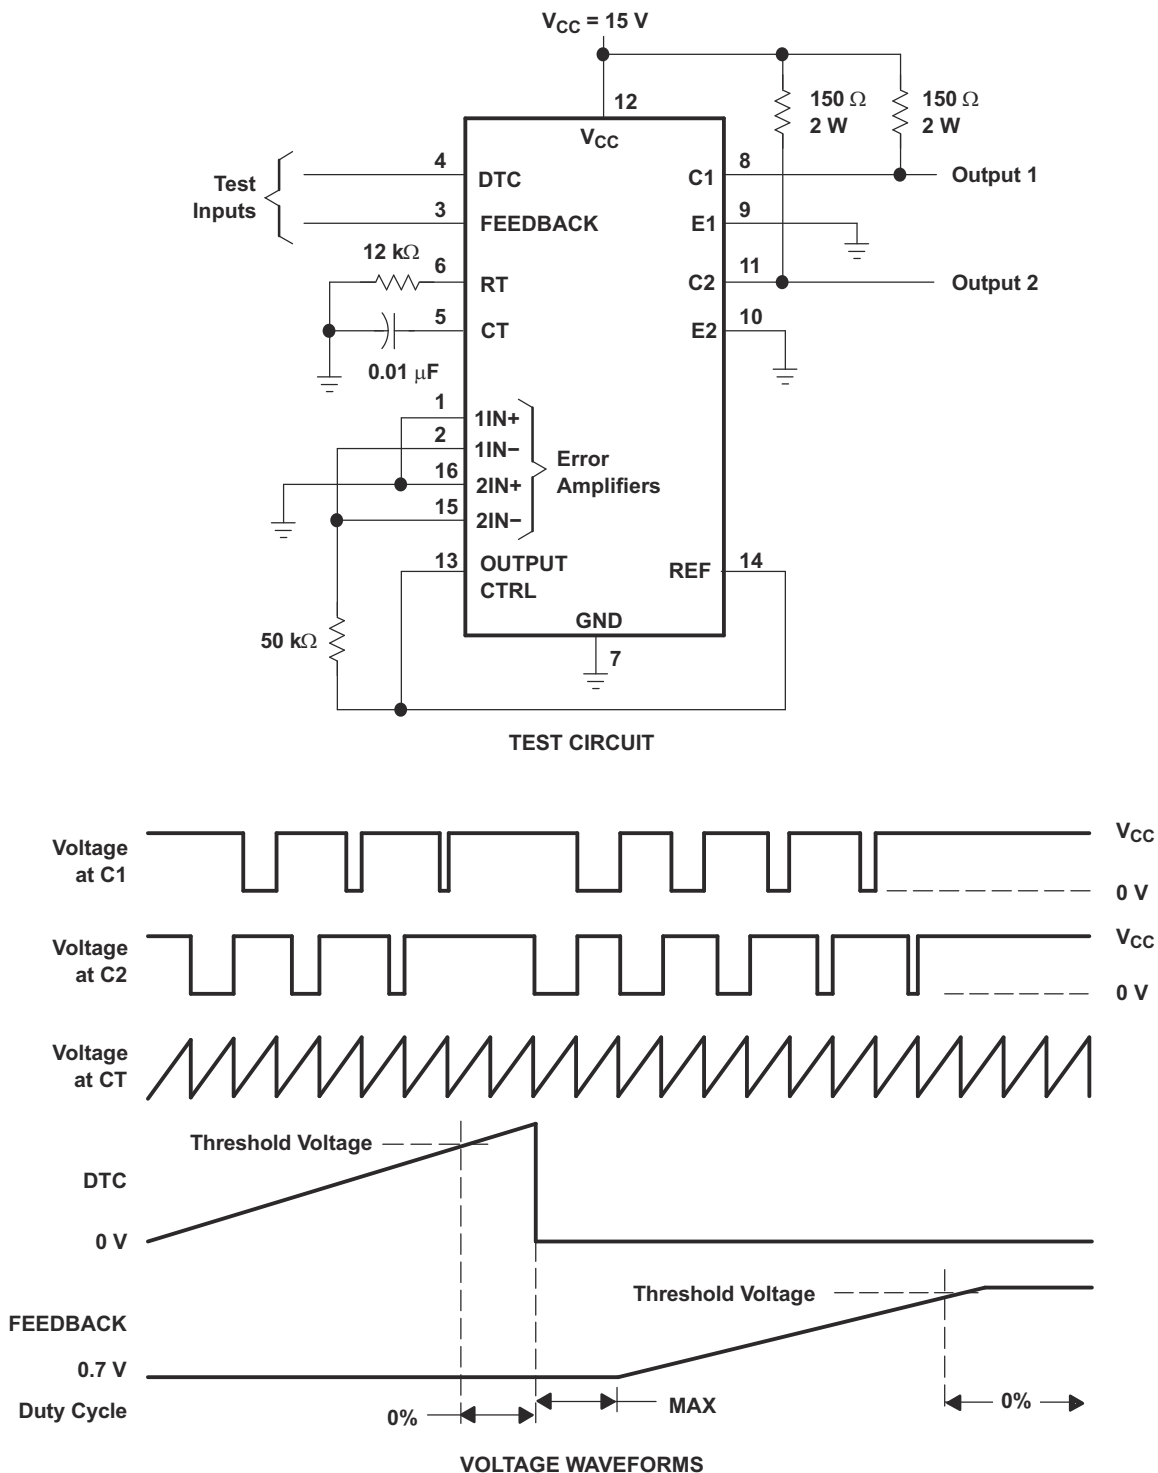 VCC = 15 V
12
VCC
150 Ω
2 W
150 Ω
2 W
Test
Inputs
4
DTC
3
FEEDBACK
12 kΩ
6
RT
5
CT
0.01 μF
1
1IN+
2
1IN−
16
2IN+
15
2IN−
Error
Amplifiers
13
OUTPUT
CTRL
50 kΩ
C1
8
Output 1
E1
9
C2
11
Output 2
E2
10
REF
14
GND
7
TEST CIRCUIT
Voltage
at C1
VCC
0 V
Voltage
at C2
VCC
0 V
Voltage
at CT
Threshold Voltage
DTC
0 V
Threshold Voltage
FEEDBACK
0.7 V
Duty Cycle
0%
MAX
0%
VOLTAGE WAVEFORMS